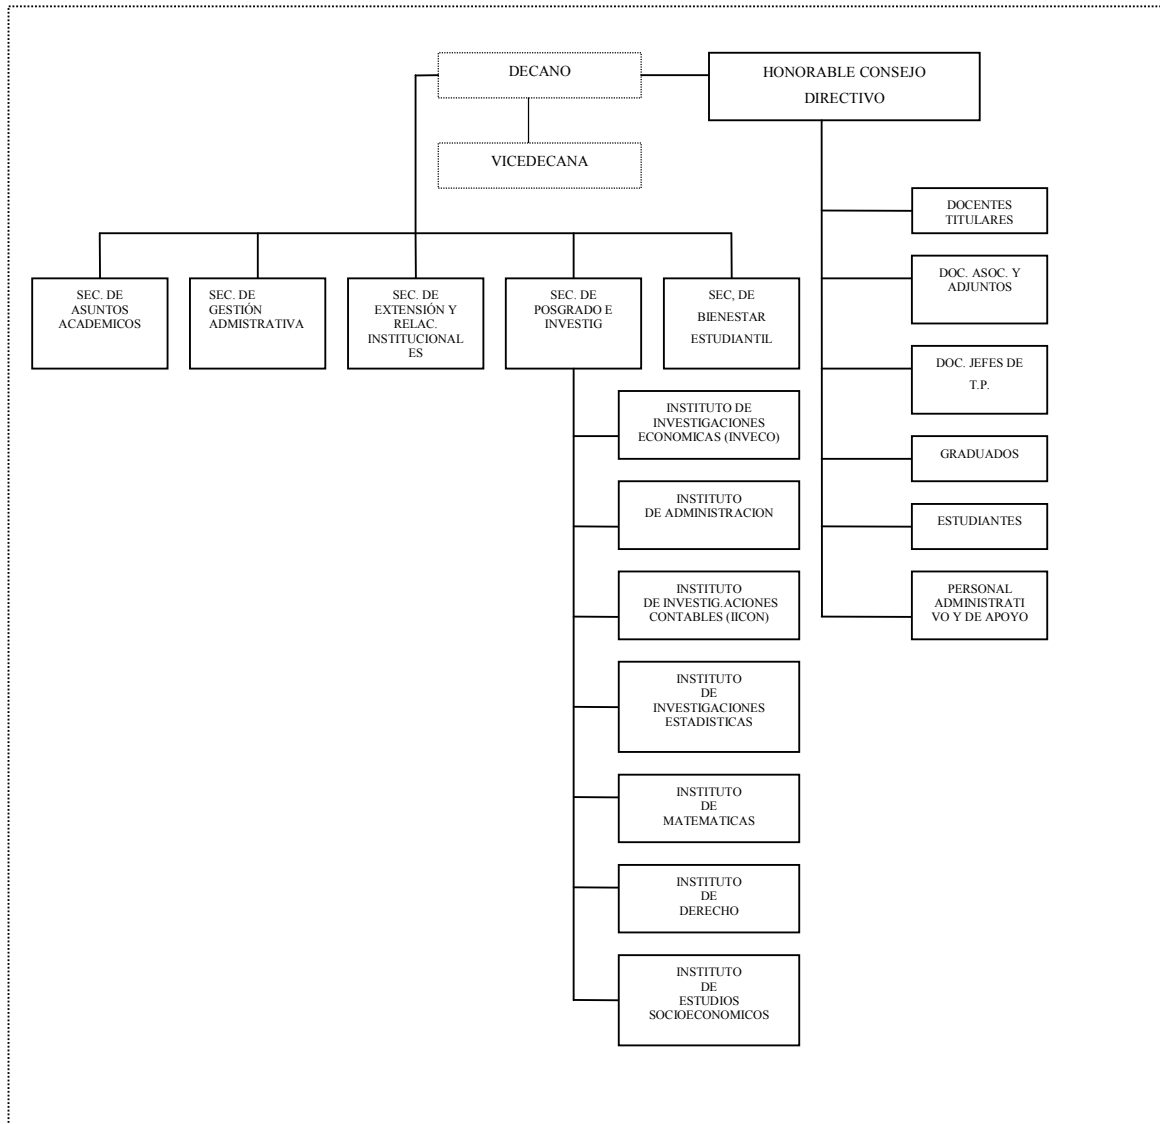 DECANO
HONORABLE CONSEJO
DIRECTIVO
VICEDECANA
DOCENTES
TITULARES
DOC. ASOC. Y
ADJUNTOS
DOC. JEFES DE
T.P.
GRADUADOS
ESTUDIANTES
PERSONAL
ADMINISTRATI
VO Y DE APOYO
SEC. DE
ASUNTOS
ACADEMICOS
SEC. DE
GESTIÓN
ADMISTRATIVA
SEC. DE
EXTENSIÓN Y
RELAC.
INSTITUCIONAL
ES
SEC. DE
POSGRADO E
INVESTIG
SEC, DE
BIENESTAR
ESTUDIANTIL
INSTITUTO DE
INVESTIGACIONES
ECONOMICAS (INVECO)
INSTITUTO
DE ADMINISTRACION
INSTITUTO
DE INVESTIG.ACIONES
CONTABLES (IICON)
INSTITUTO
DE
INVESTIGACIONES
ESTADISTICAS
INSTITUTO
DE
MATEMATICAS
INSTITUTO
DE
DERECHO
INSTITUTO
DE
ESTUDIOS
SOCIOECONOMICOS